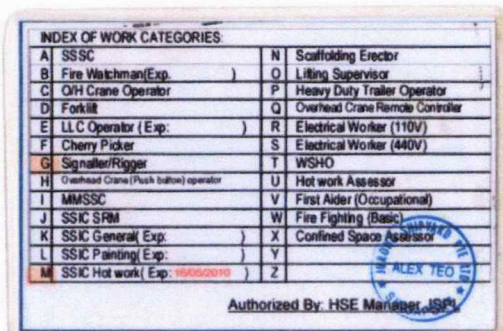 INDEX OF WORK CATEGORIES:
A SSSC N Scaffolding Erector
B Fire Watchman(Exp. ) O Lifting Supervisor
C O/H Crane Operator P Heavy Duty Trailer Operator
D Forklift Q Overhead Crane Remote Controller
E LLC Operator ( Exp: ) R Electrical Worker (110V)
F Cherry Picker S Electrical Worker (440V)
G Signaller/Rigger T WSHO
H Overhead Crane (Push button) operator U Hot work Assessor
I MMSSC V First Aider (Occupational)
J SSIC SRM W Fire Fighting (Basic)
K SSIC General( Exp: ) X Confined Space Assessor
L SSIC Painting( Exp: ) Y
M SSIC Hot work( Exp: 16/05/2010 ) Z
SHIPYARD PTE LTD
ALEX TEO
Authorized By: HSE Manager, JSPL